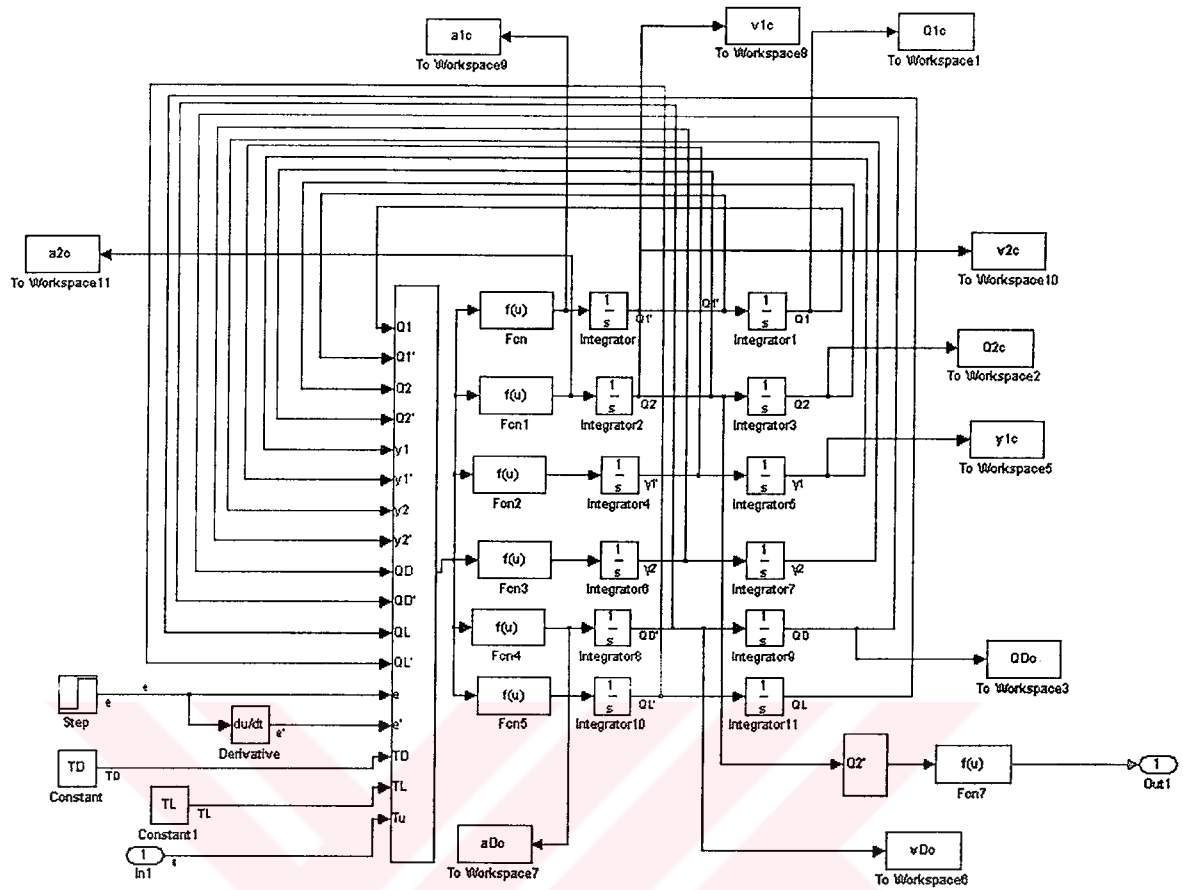 a1c
To Workspace9
v1c
To Workspace8
Q1c
To Workspace1
a2c
To Workspace11
v2c
To Workspace10
Q2c
To Workspace2
y1c
To Workspace5
Q1
Q1'
Q2
Q2'
y1
y1'
y2
y2'
QD
QD'
QL
QL'
e
e'
TD
TL
Tu
f(u)
Fcn
1
s
Integrator
Q1'
Q1'
1
s
Integrator1
Q1
f(u)
Fcn1
1
s
Integrator2
Q2
1
s
Integrator3
Q2
f(u)
Fcn2
1
s
Integrator4
y1'
1
s
Integrator5
y1
f(u)
Fcn3
1
s
Integrator6
y2
1
s
Integrator7
y2
f(u)
Fcn4
1
s
Integrator8
QD'
1
s
Integrator9
QD
f(u)
Fcn5
1
s
Integrator10
QL'
1
s
Integrator11
QL
QDc
To Workspace3
Step
e
e
du/dt
Derivative
e'
TD
Constant
TD
TL
Constant1
TL
1
In1
Q2'
f(u)
Fcn7
1
Out1
aDc
To Workspace7
vDc
To Workspace6